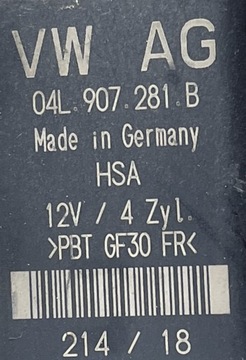 VW AG
04L.907.281.B
Made in Germany
HSA
12V / 4 Zyl.
>PBT GF30 FR<
214 / 18